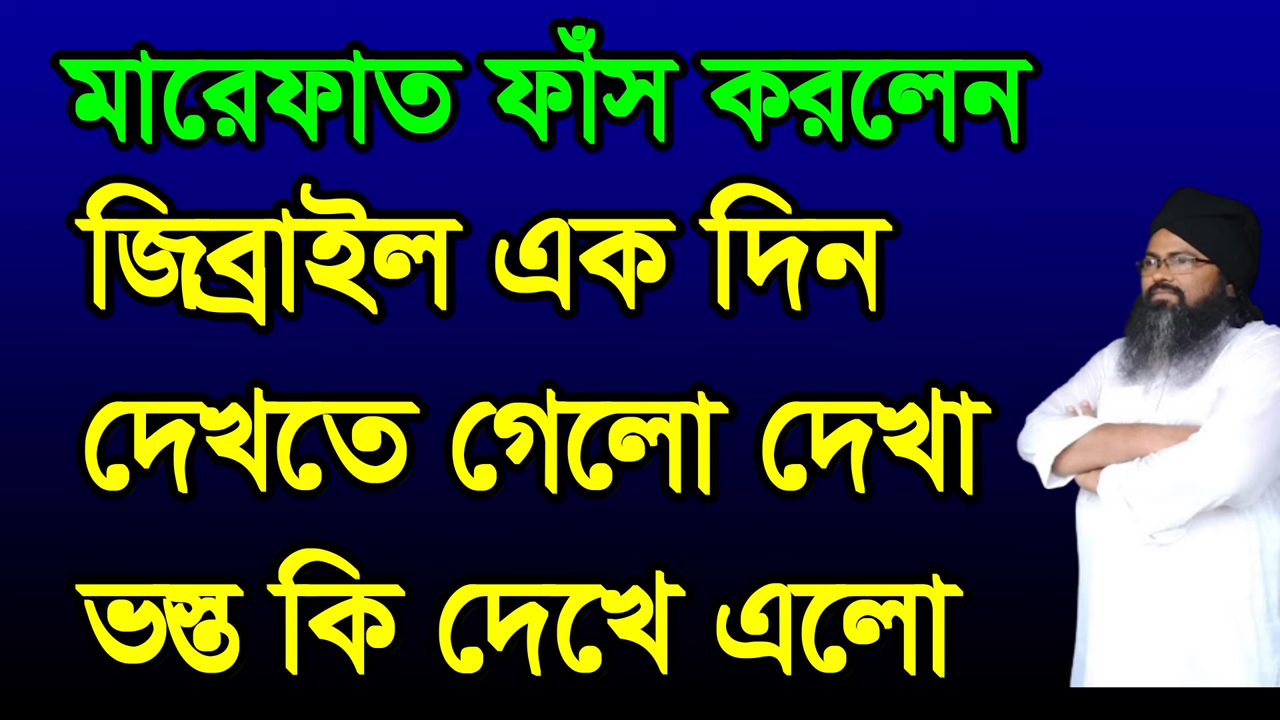 মারেফাত ফাঁস করলেন
জিব্রাইল এক দিন
দেখতে গেলো দেখা
ভস্ত কি দেখে এলো